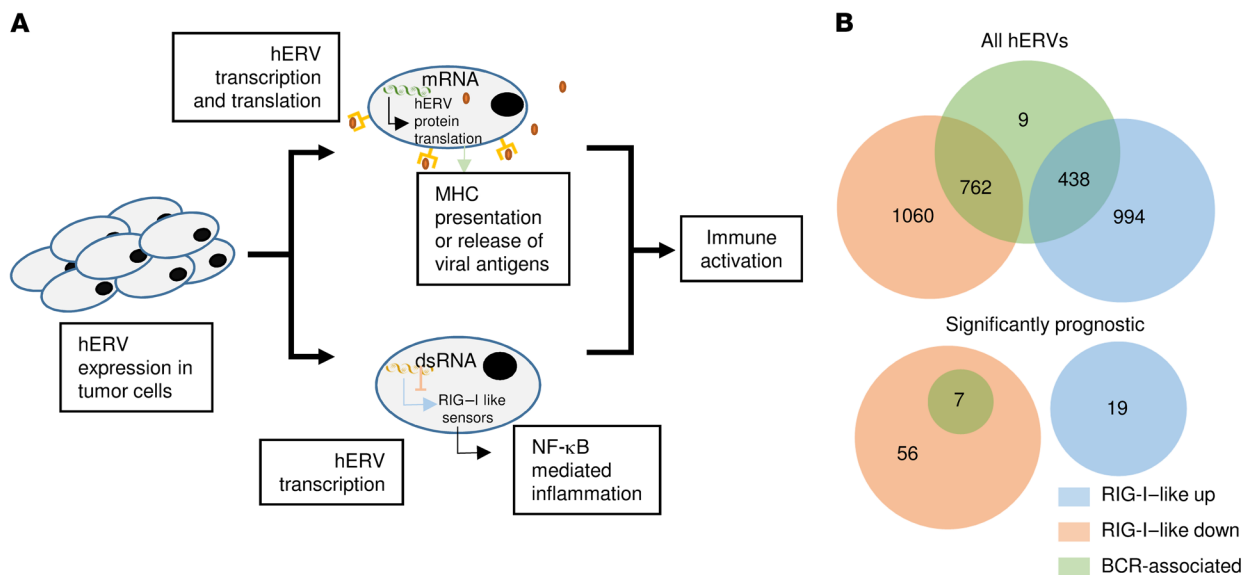 A
hERV
transcription
and translation
mRNA
hERV
protein
translation
MHC
presentation
or release of
viral antigens
Immune
activation
hERV
expression in
tumor cells
dsRNA
RIG–I like
sensors
hERV
transcription
NF-κB
mediated
inflammation
B
All hERVs
9
762
438
1060
994
Significantly prognostic
7
56
19
RIG-I–like up
RIG-I–like down
BCR-associated